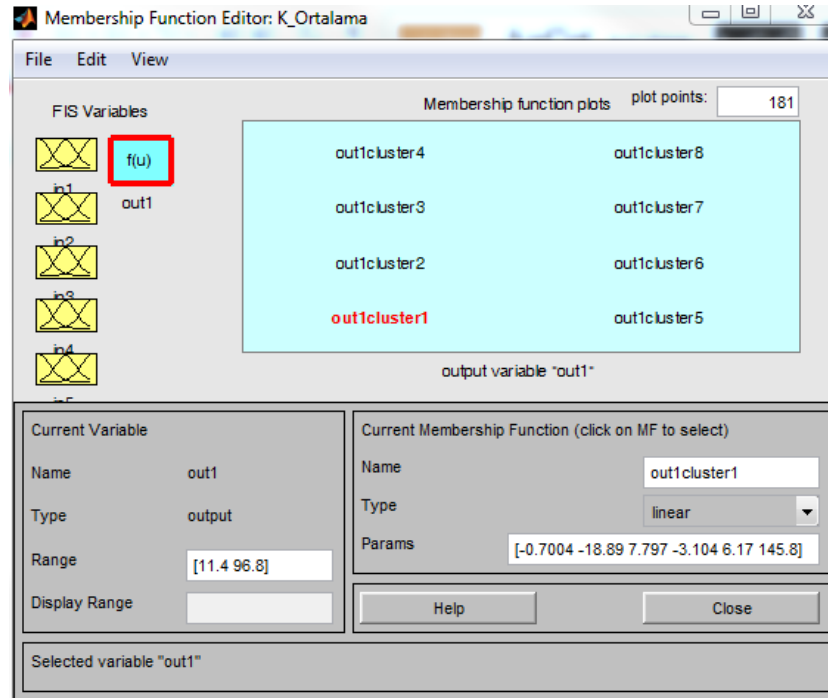 Membership Function Editor: K_Ortalama
File Edit View
FIS Variables
Membership function plots
plot points:
181
f(u)
in1
out1
in2
in3
in4
in5
out1cluster4
out1cluster8
out1cluster3
out1cluster7
out1cluster2
out1cluster6
out1cluster1
out1cluster5
output variable "out1"
Current Variable
Name out1
Type output
Range [11.4 96.8]
Display Range
Current Membership Function (click on MF to select)
Name out1cluster1
Type linear
Params [-0.7004 -18.89 7.797 -3.104 6.17 145.8]
Help
Close
Selected variable "out1"